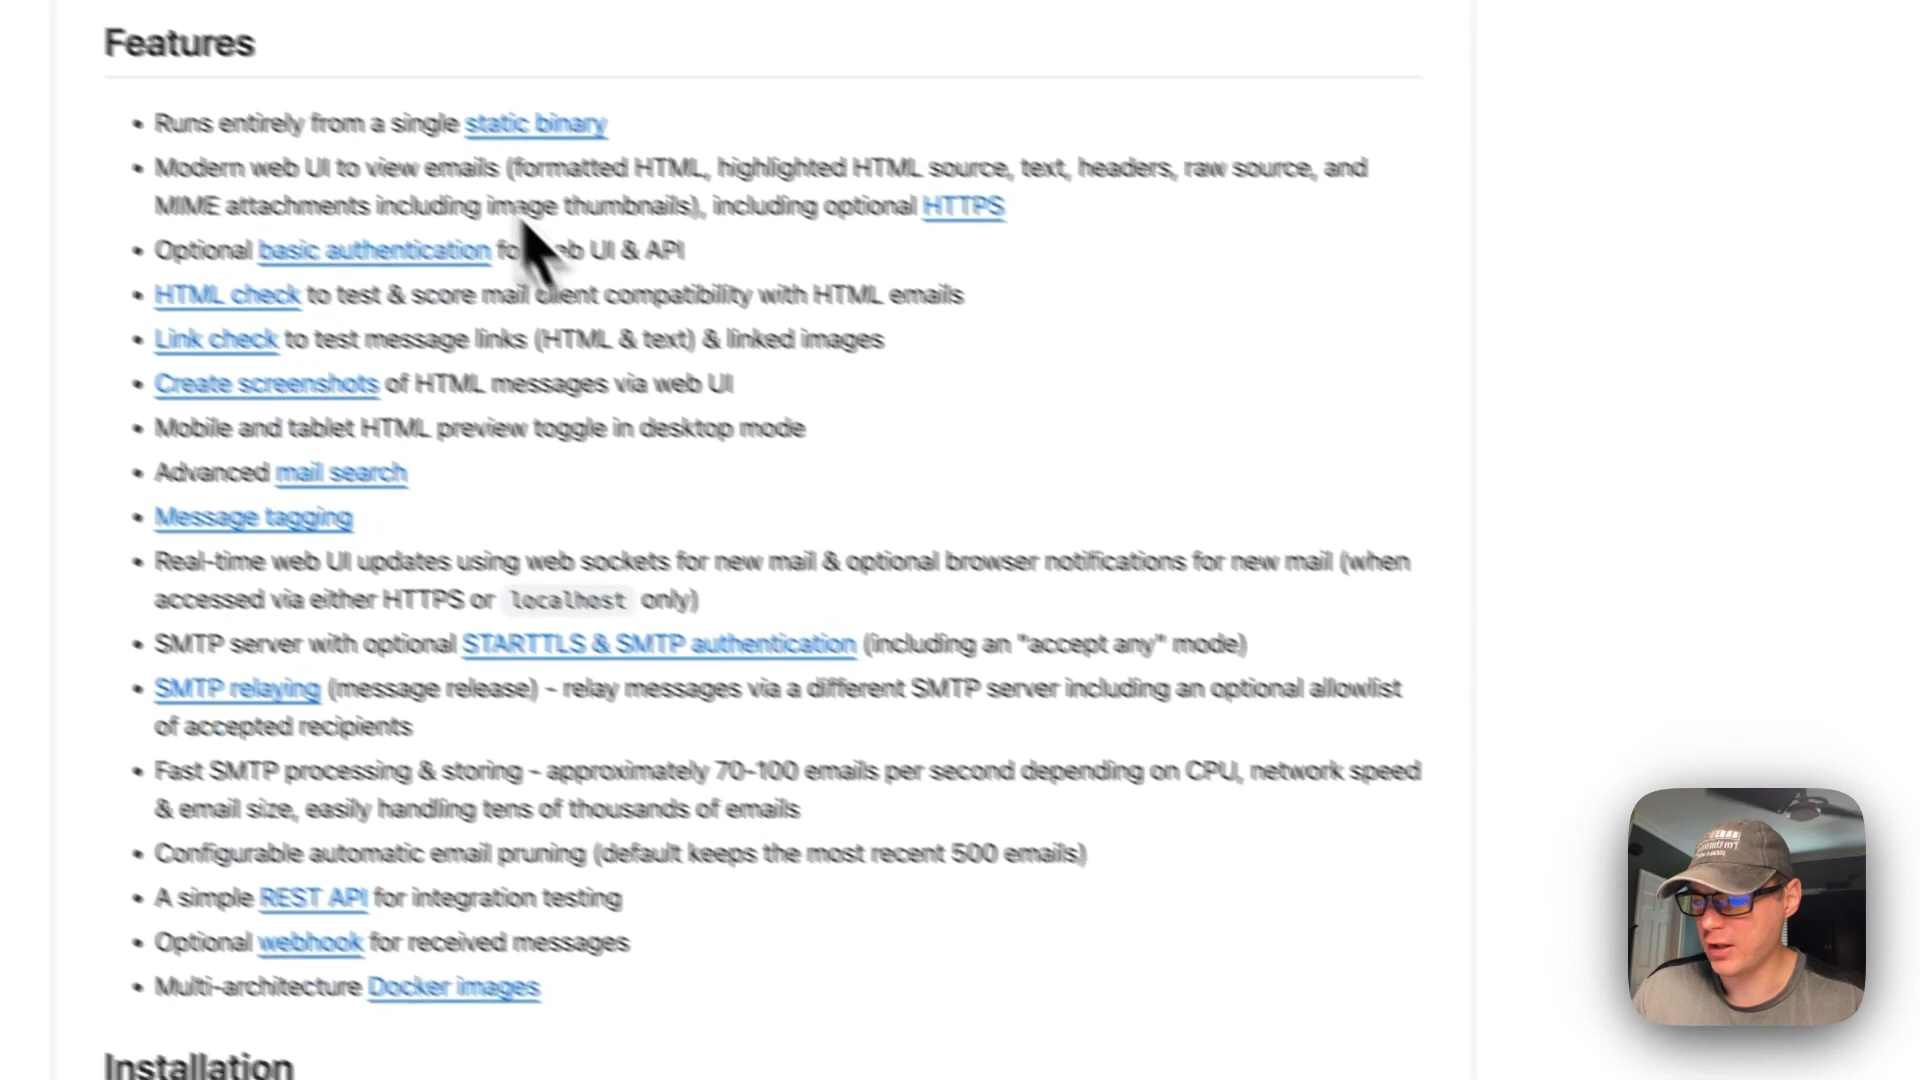 Features
• Runs entirely from a single static binary
• Modern web UI to view emails (formatted HTML, highlighted HTML source, text, headers, raw source, and
MIME attachments including image thumbnails), including optional HTTPS
• Optional basic authentication fo eb UI & API
• HTML check to test & score mail client compatibility with HTML emails
• Link check to test message links (HTML & text) & linked images
• Create screenshots of HTML messages via web UI
• Mobile and tablet HTML preview toggle in desktop mode
• Advanced mail search
• Message tagging
• Real-time web UI updates using web sockets for new mail & optional browser notifications for new mail (when
accessed via either HTTPS or localhost only)
• SMTP server with optional STARTTLS & SMTP authentication (including an "accept any" mode)
• SMTP relaying (message release) - relay messages via a different SMTP server including an optional allowlist
of accepted recipients
• Fast SMTP processing & storing - approximately 70-100 emails per second depending on CPU, network speed
& email size, easily handling tens of thousands of emails
• Configurable automatic email pruning (default keeps the most recent 500 emails)
• A simple REST API for integration testing
• Optional webhook for received messages
• Multi-architecture Docker images
Installation